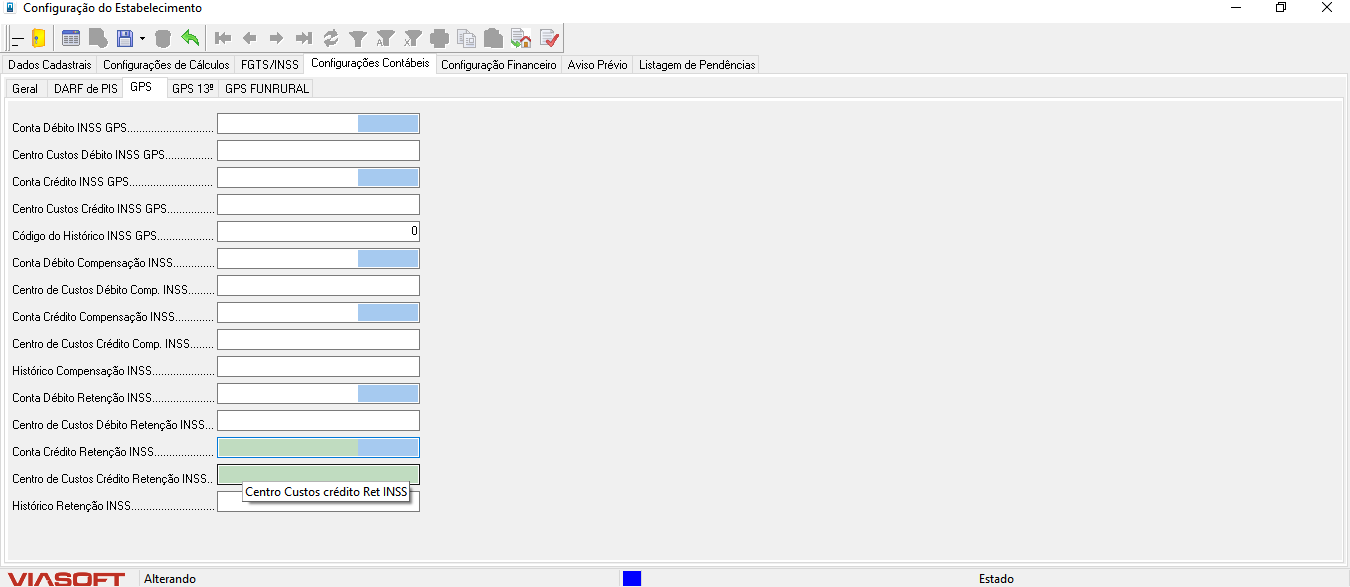 Configuração do Estabelecimento
Dados Cadastrais Configurações de Cálculos FGTS/INSS Configurações Contábeis Configuração Financeiro Aviso Prévio Listagem de Pendências
Geral DARF de PIS GPS GPS 13º GPS FUNRURAL
Conta Débito INSS GPS.............................
Centro Custos Débito INSS GPS................
Conta Crédito INSS GPS............................
Centro Custos Crédito INSS GPS................
Código do Histórico INSS GPS................... 0
Conta Débito Compensação INSS..............
Centro de Custos Débito Comp. INSS.........
Conta Crédito Compensação INSS.............
Centro de Custos Crédito Comp. INSS........
Histórico Compensação INSS.....................
Conta Débito Retenção INSS.....................
Centro de Custos Débito Retenção INSS...
Conta Crédito Retenção INSS....................
Centro de Custos Crédito Retenção INSS..
Centro Custos crédito Ret INSS
Histórico Retenção INSS............................
VIASOFT Alterando Estado